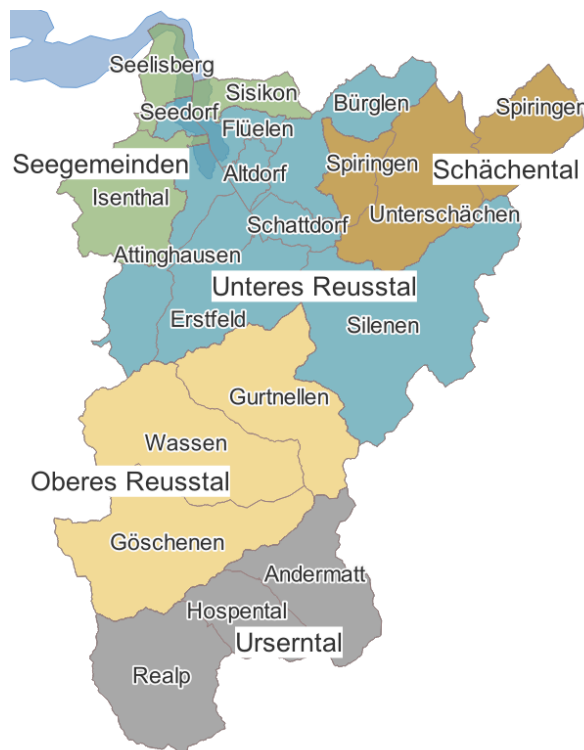 Seelisberg
Sisikon
Bürglen
Spiringen
Seedorf
Flüelen
Seegemeinden
Altdorf
Spiringen
Schächental
Isenthal
Schattdorf
Unterschächen
Attinghausen
Unteres Reusstal
Erstfeld
Silenen
Gurtnellen
Wassen
Oberes Reusstal
Göschenen
Andermatt
Hospental
Urserntal
Realp